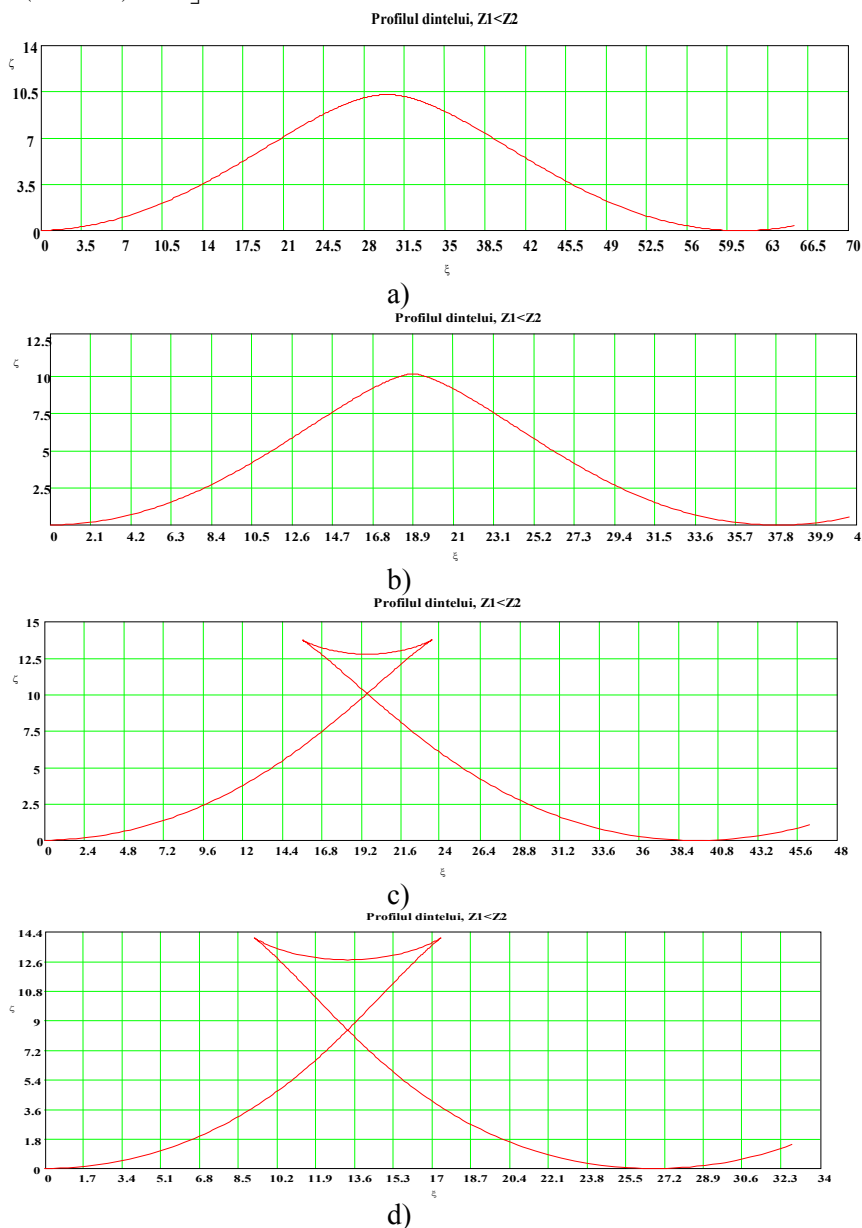 Profilul dintelui, Z1<Z2
14
ζ
10.5
7
3.5
0
0 3.5 7 10.5 14 17.5 21 24.5 28 31.5 35 38.5 42 45.5 49 52.5 56 59.5 63 66.5 70
ξ
a)
Profilul dintelui, Z1<Z2
12.5
ζ
10
7.5
5
2.5
0 2.1 4.2 6.3 8.4 10.5 12.6 14.7 16.8 18.9 21 23.1 25.2 27.3 29.4 31.5 33.6 35.7 37.8 39.9 4
ξ
b)
Profilul dintelui, Z1<Z2
15
ζ
12.5
10
7.5
5
2.5
0
0 2.4 4.8 7.2 9.6 12 14.4 16.8 19.2 21.6 24 26.4 28.8 31.2 33.6 36 38.4 40.8 43.2 45.6 48
ξ
c)
Profilul dintelui, Z1<Z2
14.4
12.6
10.8
ζ
9
7.2
5.4
3.6
1.8
0
0 1.7 3.4 5.1 6.8 8.5 10.2 11.9 13.6 15.3 17 18.7 20.4 22.1 23.8 25.5 27.2 28.9 30.6 32.3 34
ξ
d)